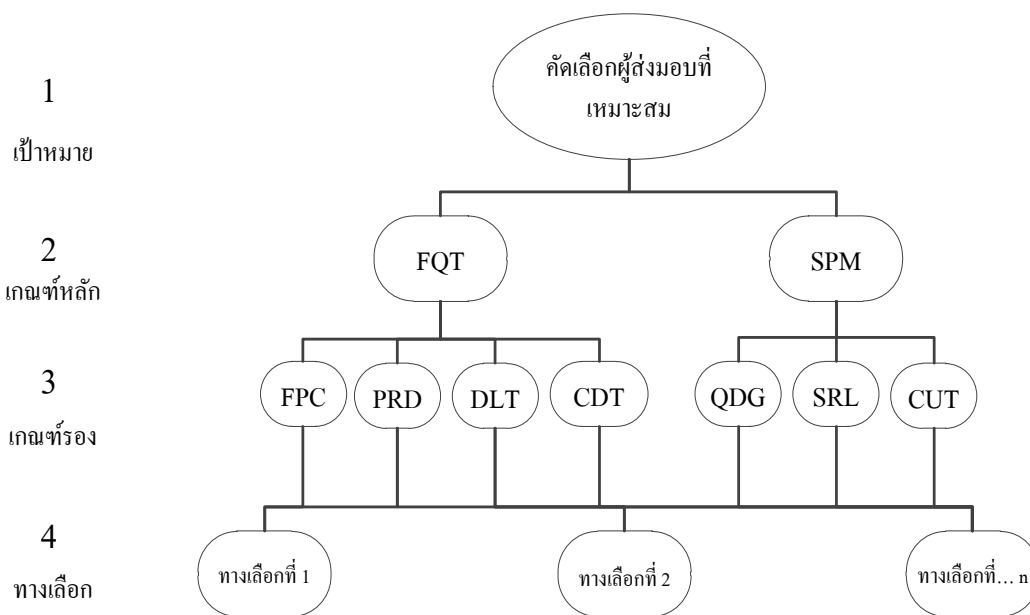 คัดเลือกผู้ส่งมอบที่
เหมาะสม
1
เป้าหมาย
2
เกณฑ์หลัก
FQT
SPM
3
เกณฑ์รอง
FPC
PRD
DLT
CDT
QDG
SRL
CUT
4
ทางเลือก
ทางเลือกที่ 1
ทางเลือกที่ 2
ทางเลือกที่... n